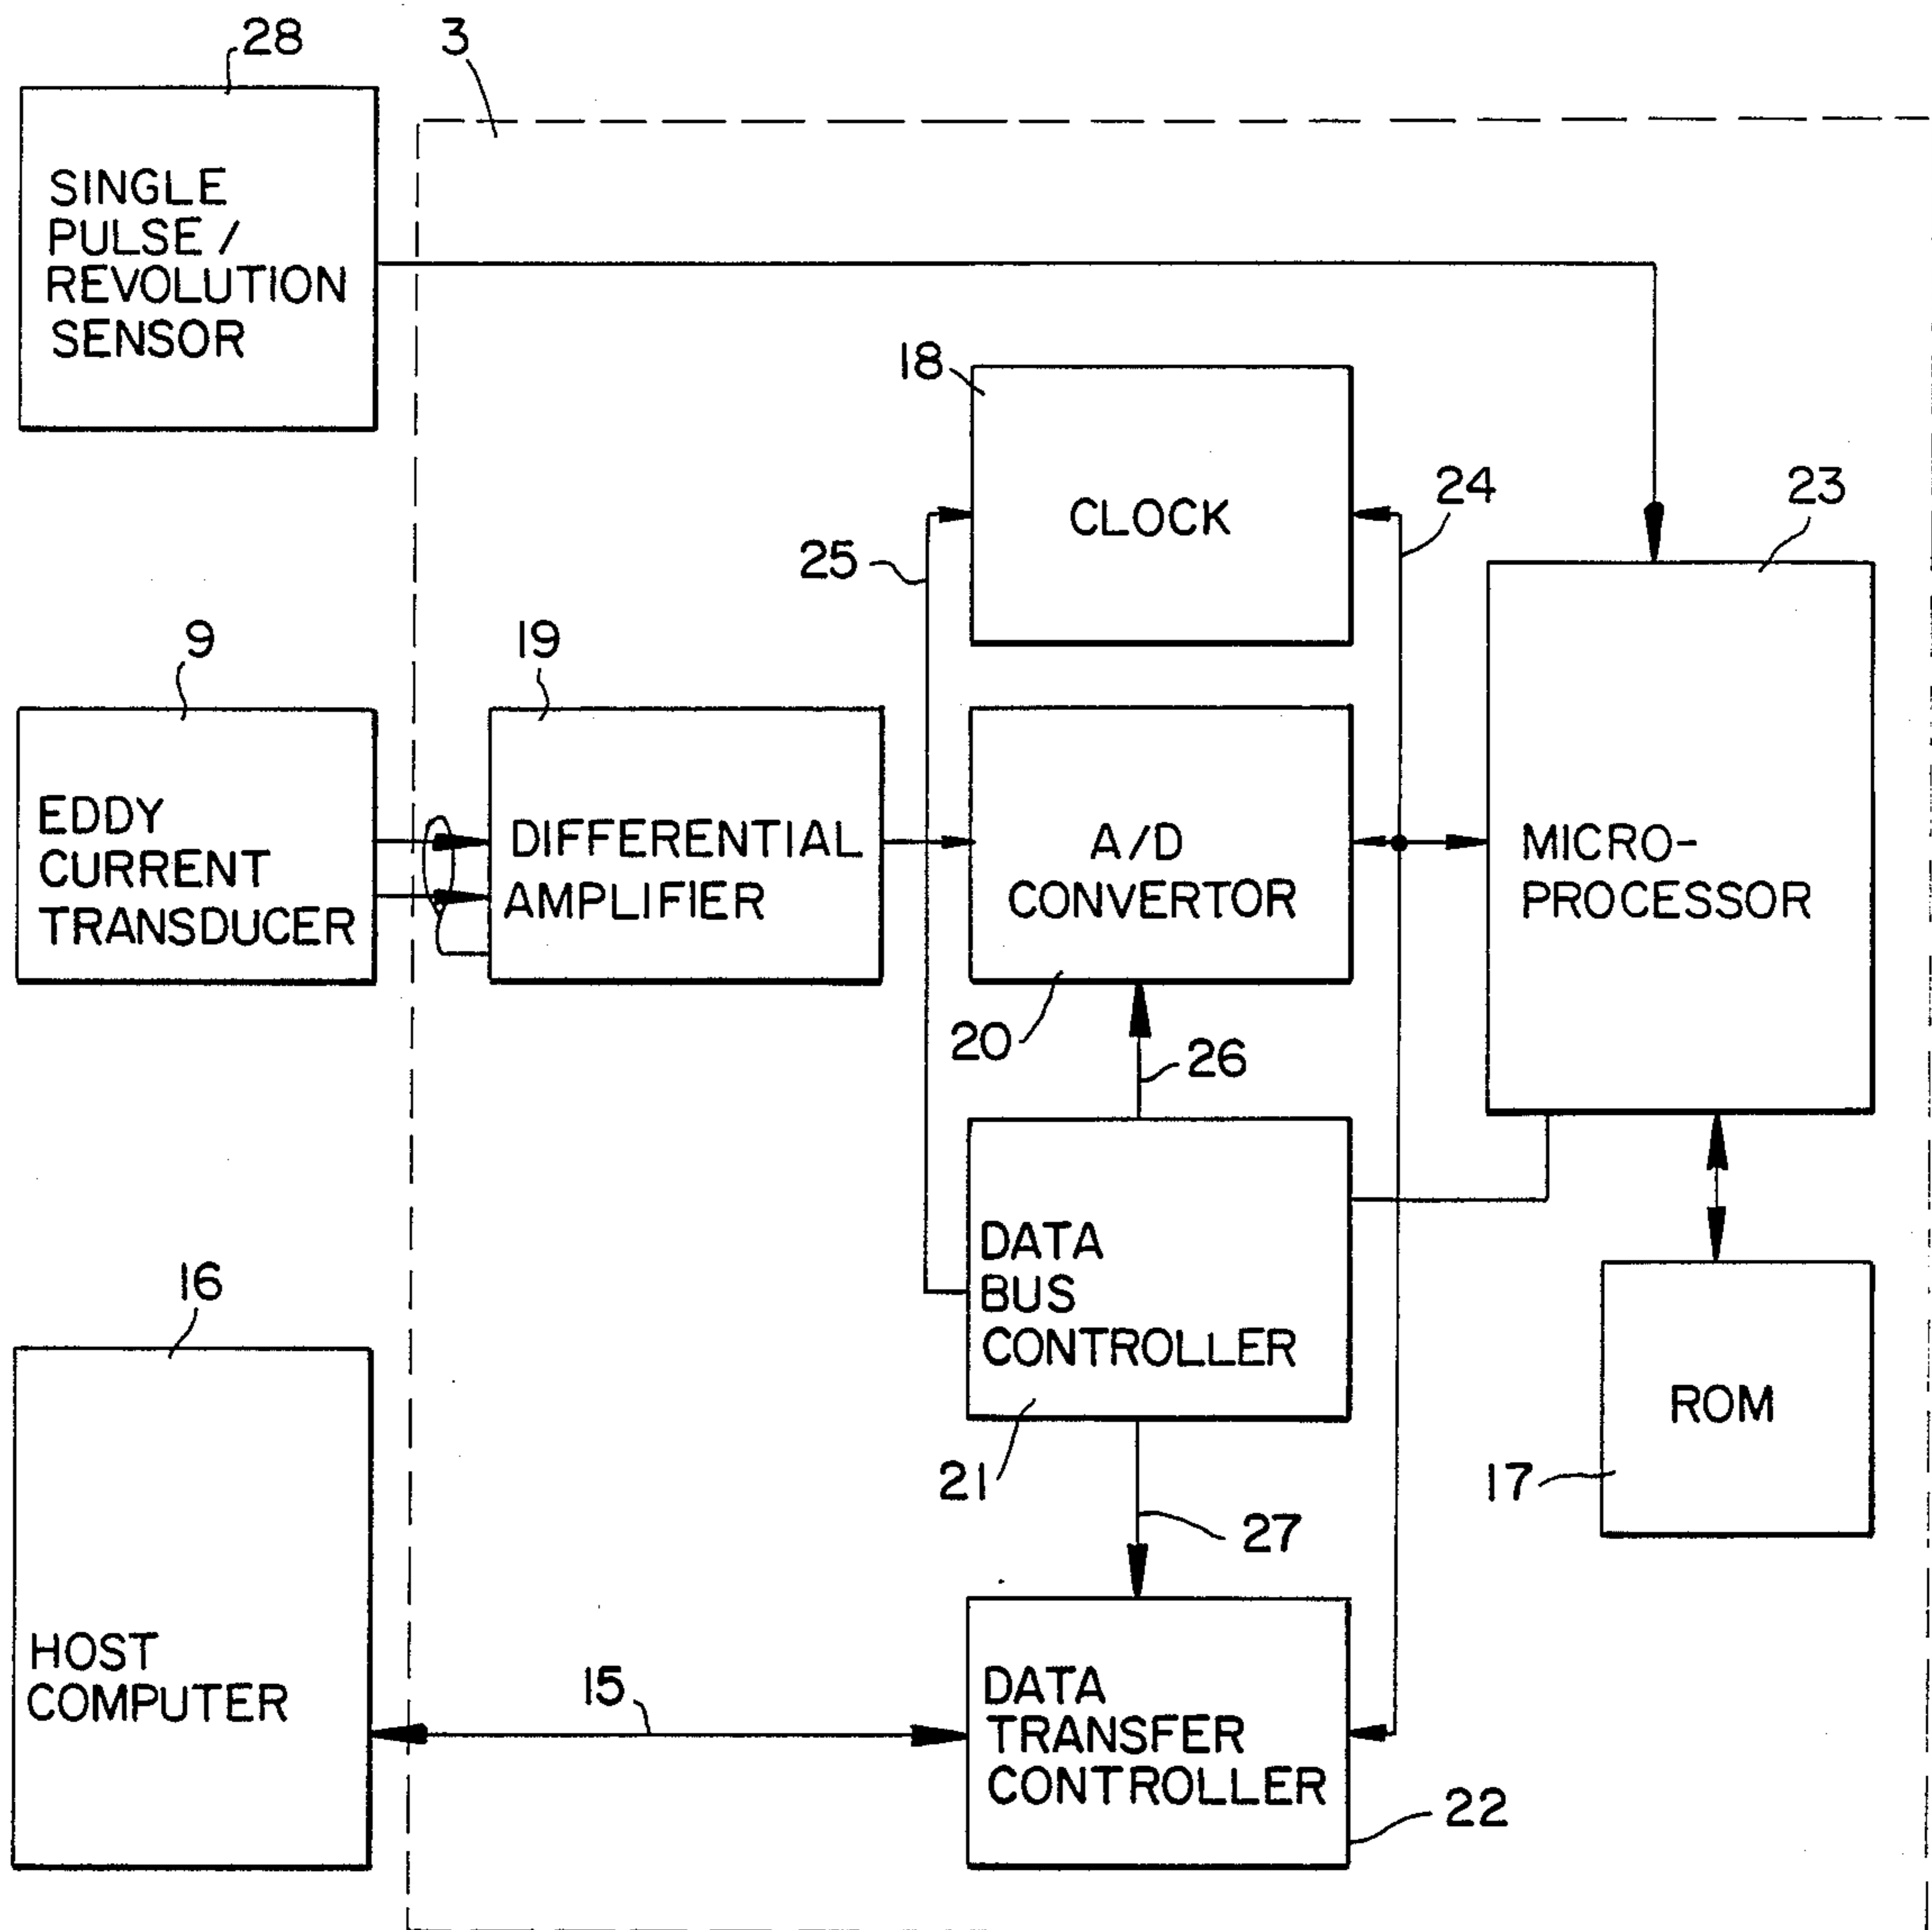 28
3
SINGLE
PULSE /
REVOLUTION
SENSOR
18
CLOCK
24
23
25
9
19
EDDY
CURRENT
TRANSDUCER
DIFFERENTIAL
AMPLIFIER
A/D
CONVERTOR
MICRO-
PROCESSOR
20
26
DATA
BUS
CONTROLLER
16
ROM
21
17
27
HOST
COMPUTER
15
DATA
TRANSFER
CONTROLLER
22